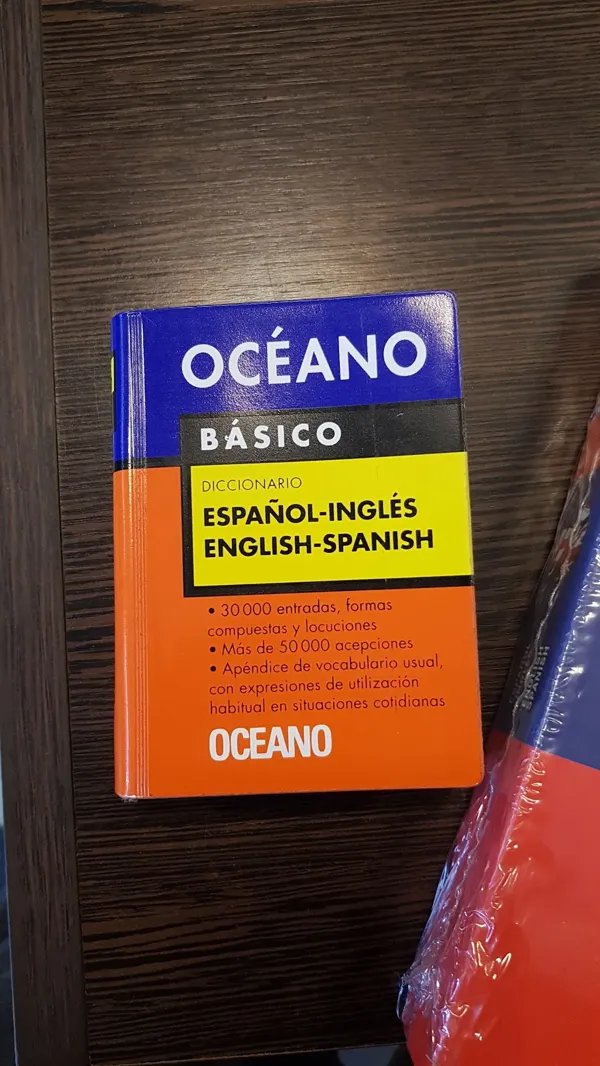 OCÉANO
BÁSICO
DICCIONARIO
ESPAÑOL-INGLÉS
ENGLISH-SPANISH
• 30 000 entradas, formas
compuestas y locuciones
• Más de 50 000 acepciones
• Apéndice de vocabulario usual,
con expresiones de utilización
habitual en situaciones cotidianas
OCEANO
SPANISH